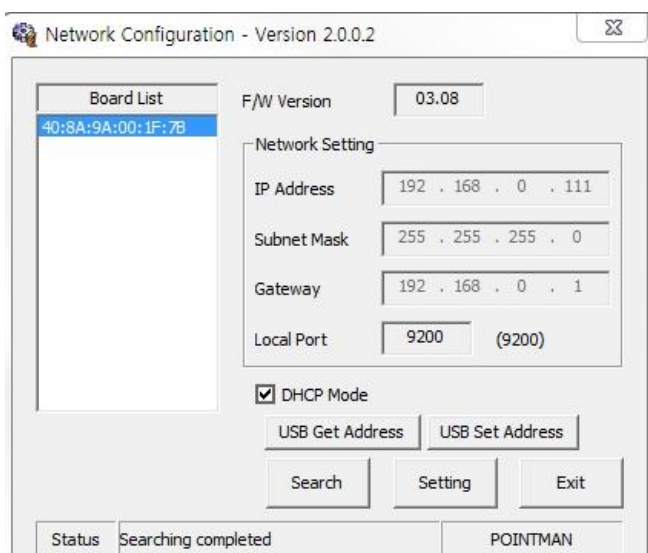 Network Configuration - Version 2.0.0.2
Board List
40:8A:9A:00:1F:7B
F/W Version 03.08
Network Setting
IP Address 192 . 168 . 0 . 111
Subnet Mask 255 . 255 . 255 . 0
Gateway 192 . 168 . 0 . 1
Local Port 9200 (9200)
DHCP Mode
USB Get Address USB Set Address
Search Setting Exit
Status Searching completed POINTMAN